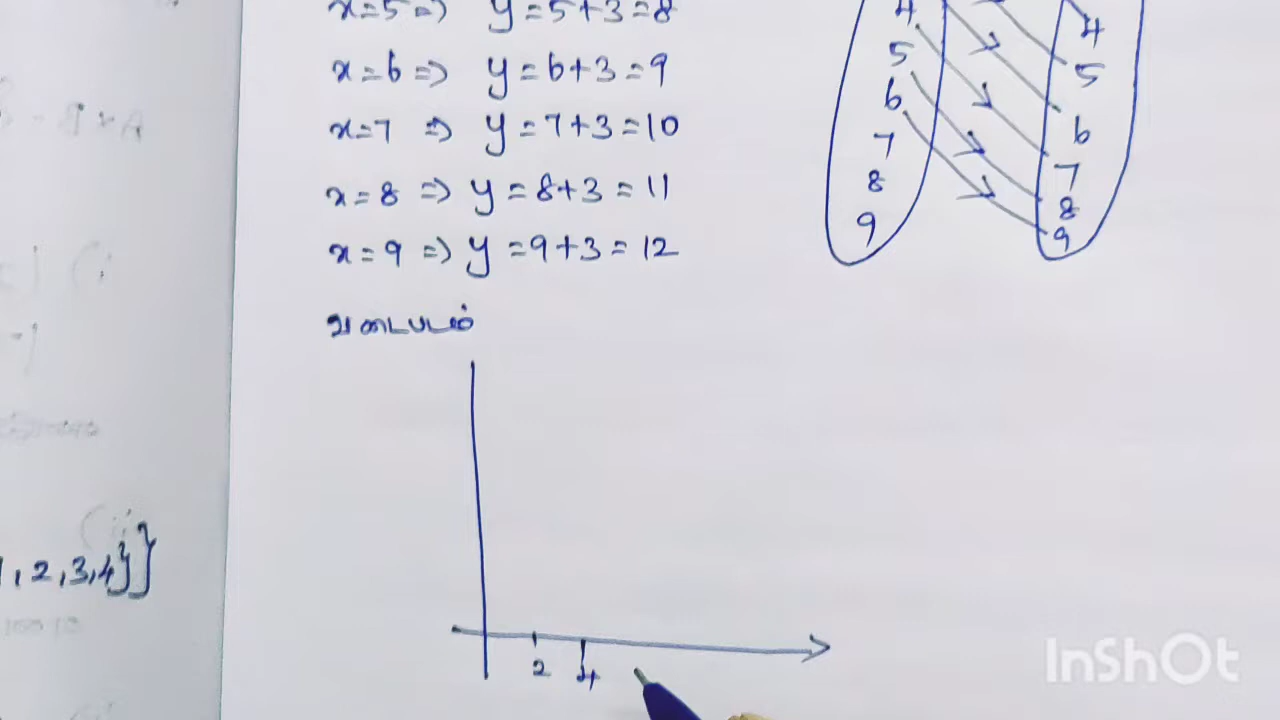 x=5 => y=5+3=8
x=6 => y=6+3=9
x=7 => y=7+3=10
x=8 => y=8+3=11
x=9 => y=9+3=12
4
5
6
7
8
9
4
5
6
7
8
9
வரைபடம்
, 2,3,4}}
2
4
InShOt